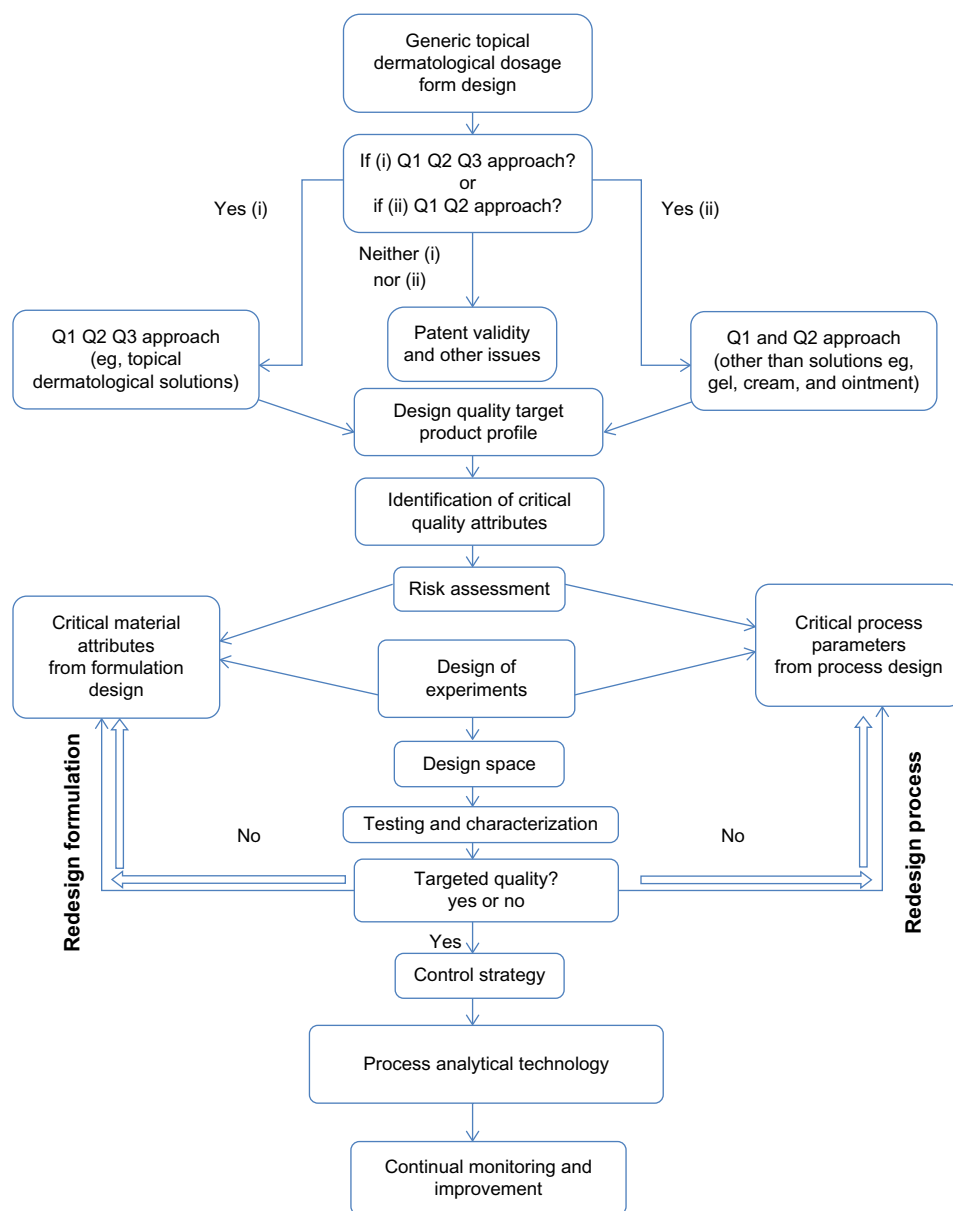 Generic topical
dermatological dosage
form design
If (i) Q1 Q2 Q3 approach?
or
if (ii) Q1 Q2 approach?
Yes (i)
Yes (ii)
Neither (i)
nor (ii)
Q1 Q2 Q3 approach
(eg, topical
dermatological solutions)
Patent validity
and other issues
Q1 and Q2 approach
(other than solutions eg,
gel, cream, and ointment)
Design quality target
product profile
Identification of critical
quality attributes
Risk assessment
Critical material
attributes
from formulation
design
Design of
experiments
Critical process
parameters
from process design
Design space
Testing and characterization
Redesign formulation
No
No
Redesign process
Targeted quality?
yes or no
Yes
Control strategy
Process analytical technology
Continual monitoring and
improvement